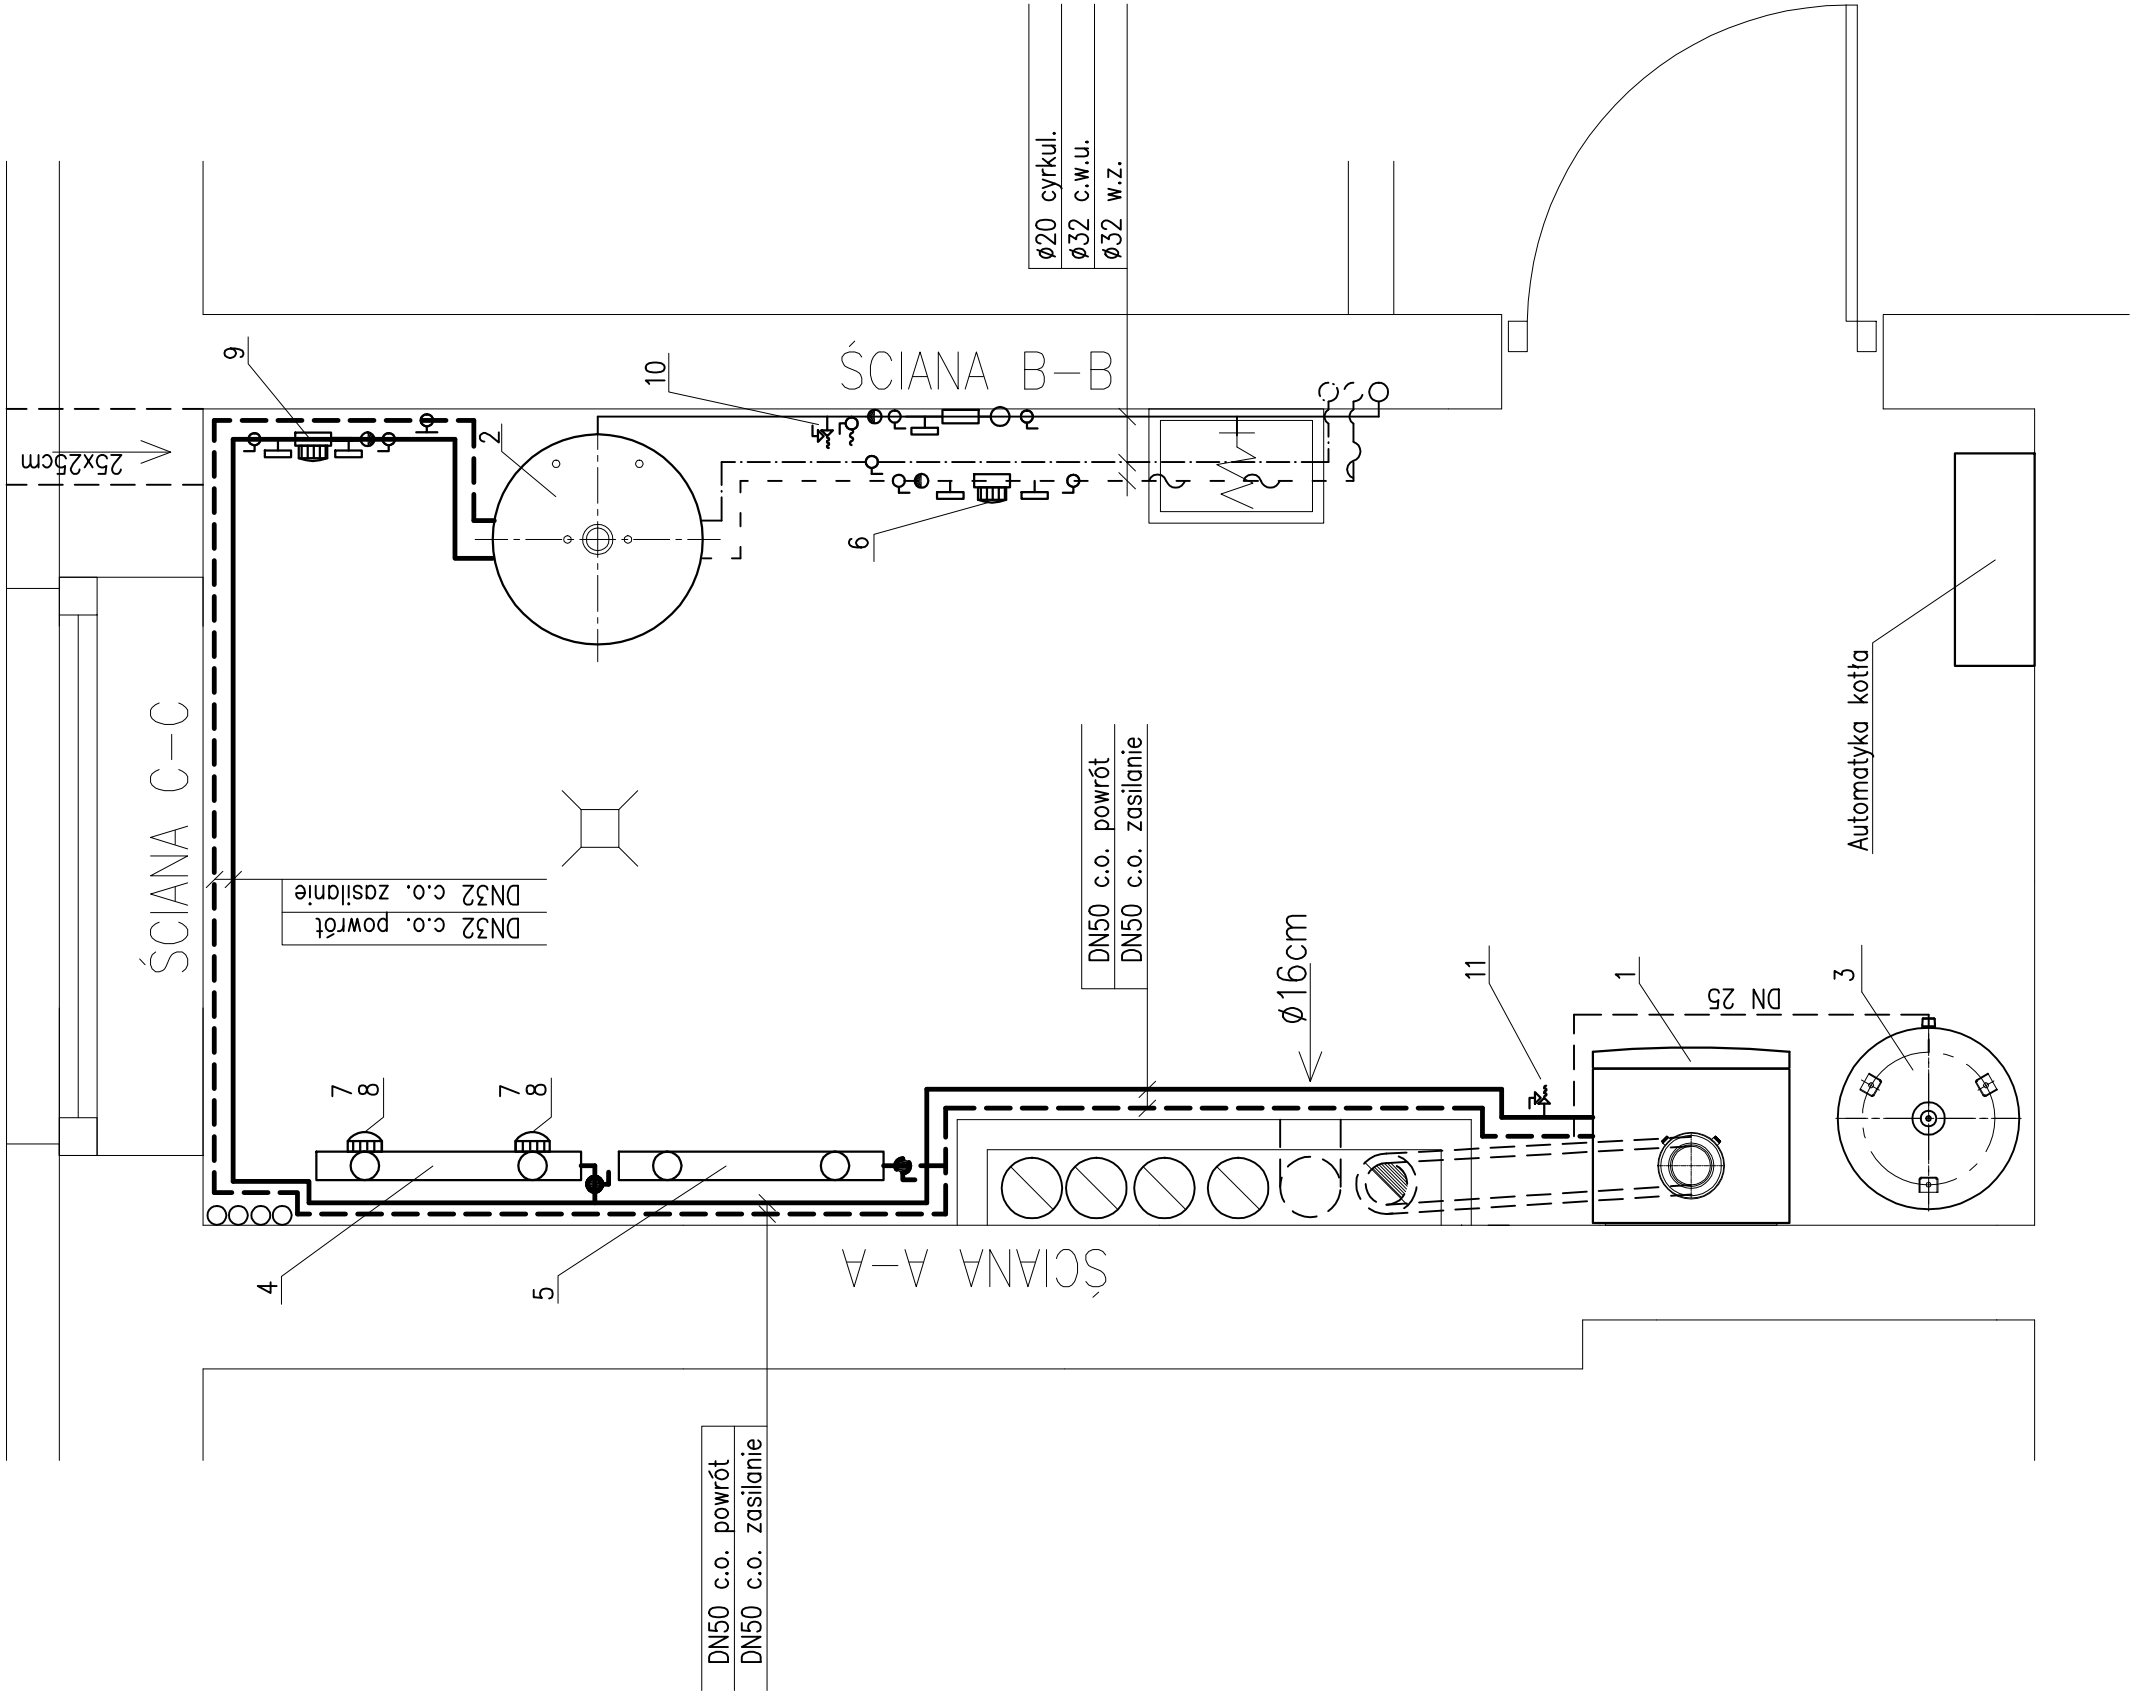 ø20 cyrkul.
ø32 c.w.u.
ø32 w.z.
9
10
ŚCIANA B-B
25x25cm
2
6
ŚCIANA C-C
DN32 c.o. zasilanie
DN32 c.o. powrót
DN50 c.o. powrót
DN50 c.o. zasilanie
Automatyka kotła
ø16cm
11
1
3
DN 25
7
8
7
8
4
5
ŚCIANA A-A
DN50 c.o. powrót
DN50 c.o. zasilanie